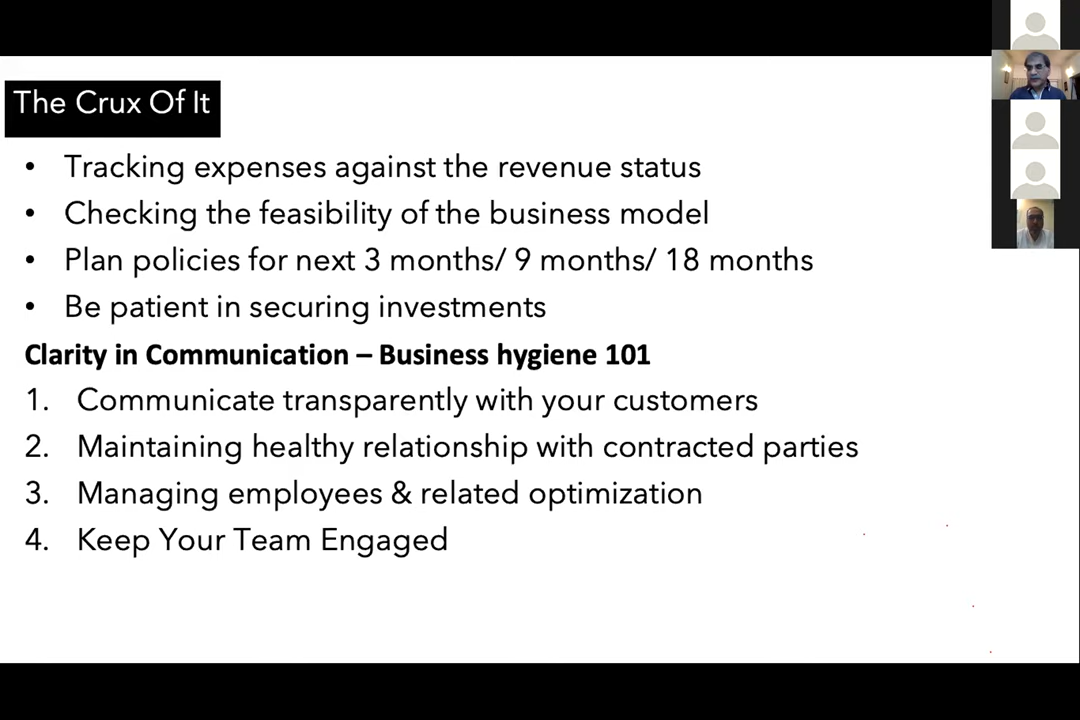 The Crux Of It
• Tracking expenses against the revenue status
• Checking the feasibility of the business model
• Plan policies for next 3 months/ 9 months/ 18 months
• Be patient in securing investments
Clarity in Communication – Business hygiene 101
1. Communicate transparently with your customers
2. Maintaining healthy relationship with contracted parties
3. Managing employees & related optimization
4. Keep Your Team Engaged